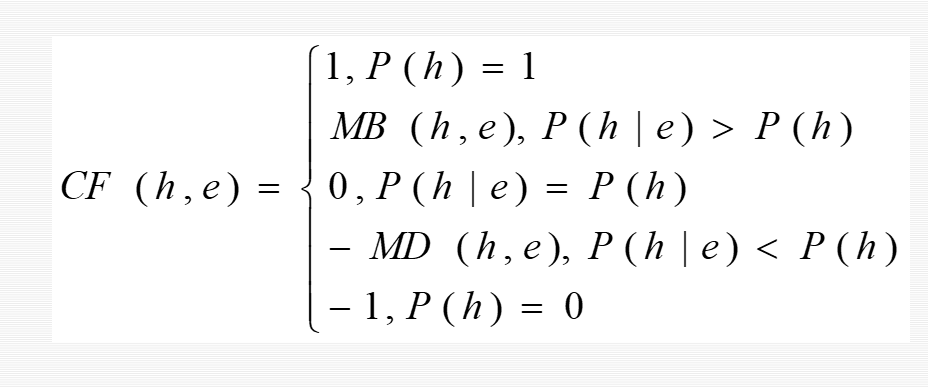 1, P(h) = 1
MB (h, e), P(h | e) > P(h)
CF (h, e) = { 0, P(h | e) = P(h)
− MD (h, e), P(h | e) < P(h)
− 1, P(h) = 0